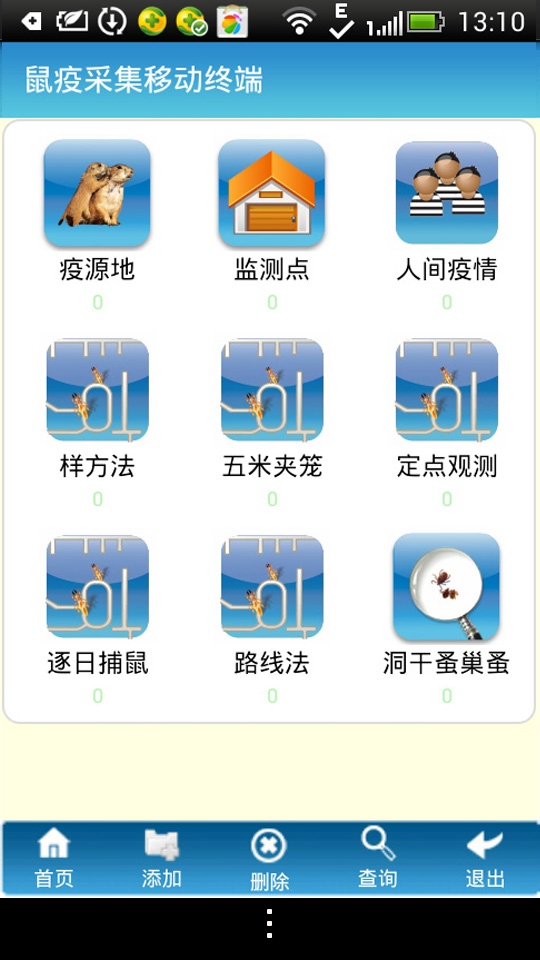 E 13:10
鼠疫采集移动终端
疫源地 监测点 人间疫情
0 0 0
样方法 五米夹笼 定点观测
0 0 0
逐日捕鼠 路线法 洞干蚤巢蚤
0 0 0
首页 添加 删除 查询 退出